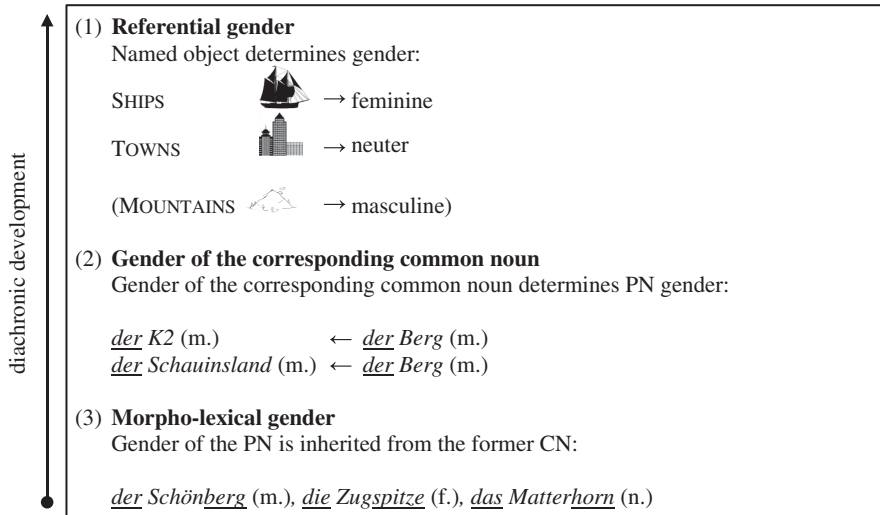 (1) Referential gender
Named object determines gender:
SHIPS → feminine
TOWNS → neuter
(MOUNTAINS → masculine)
(2) Gender of the corresponding common noun
Gender of the corresponding common noun determines PN gender:
der K2 (m.) ← der Berg (m.)
der Schauinsland (m.) ← der Berg (m.)
(3) Morpho-lexical gender
Gender of the PN is inherited from the former CN:
der Schönberg (m.), die Zugspitze (f.), das Matterhorn (n.)
diachronic development